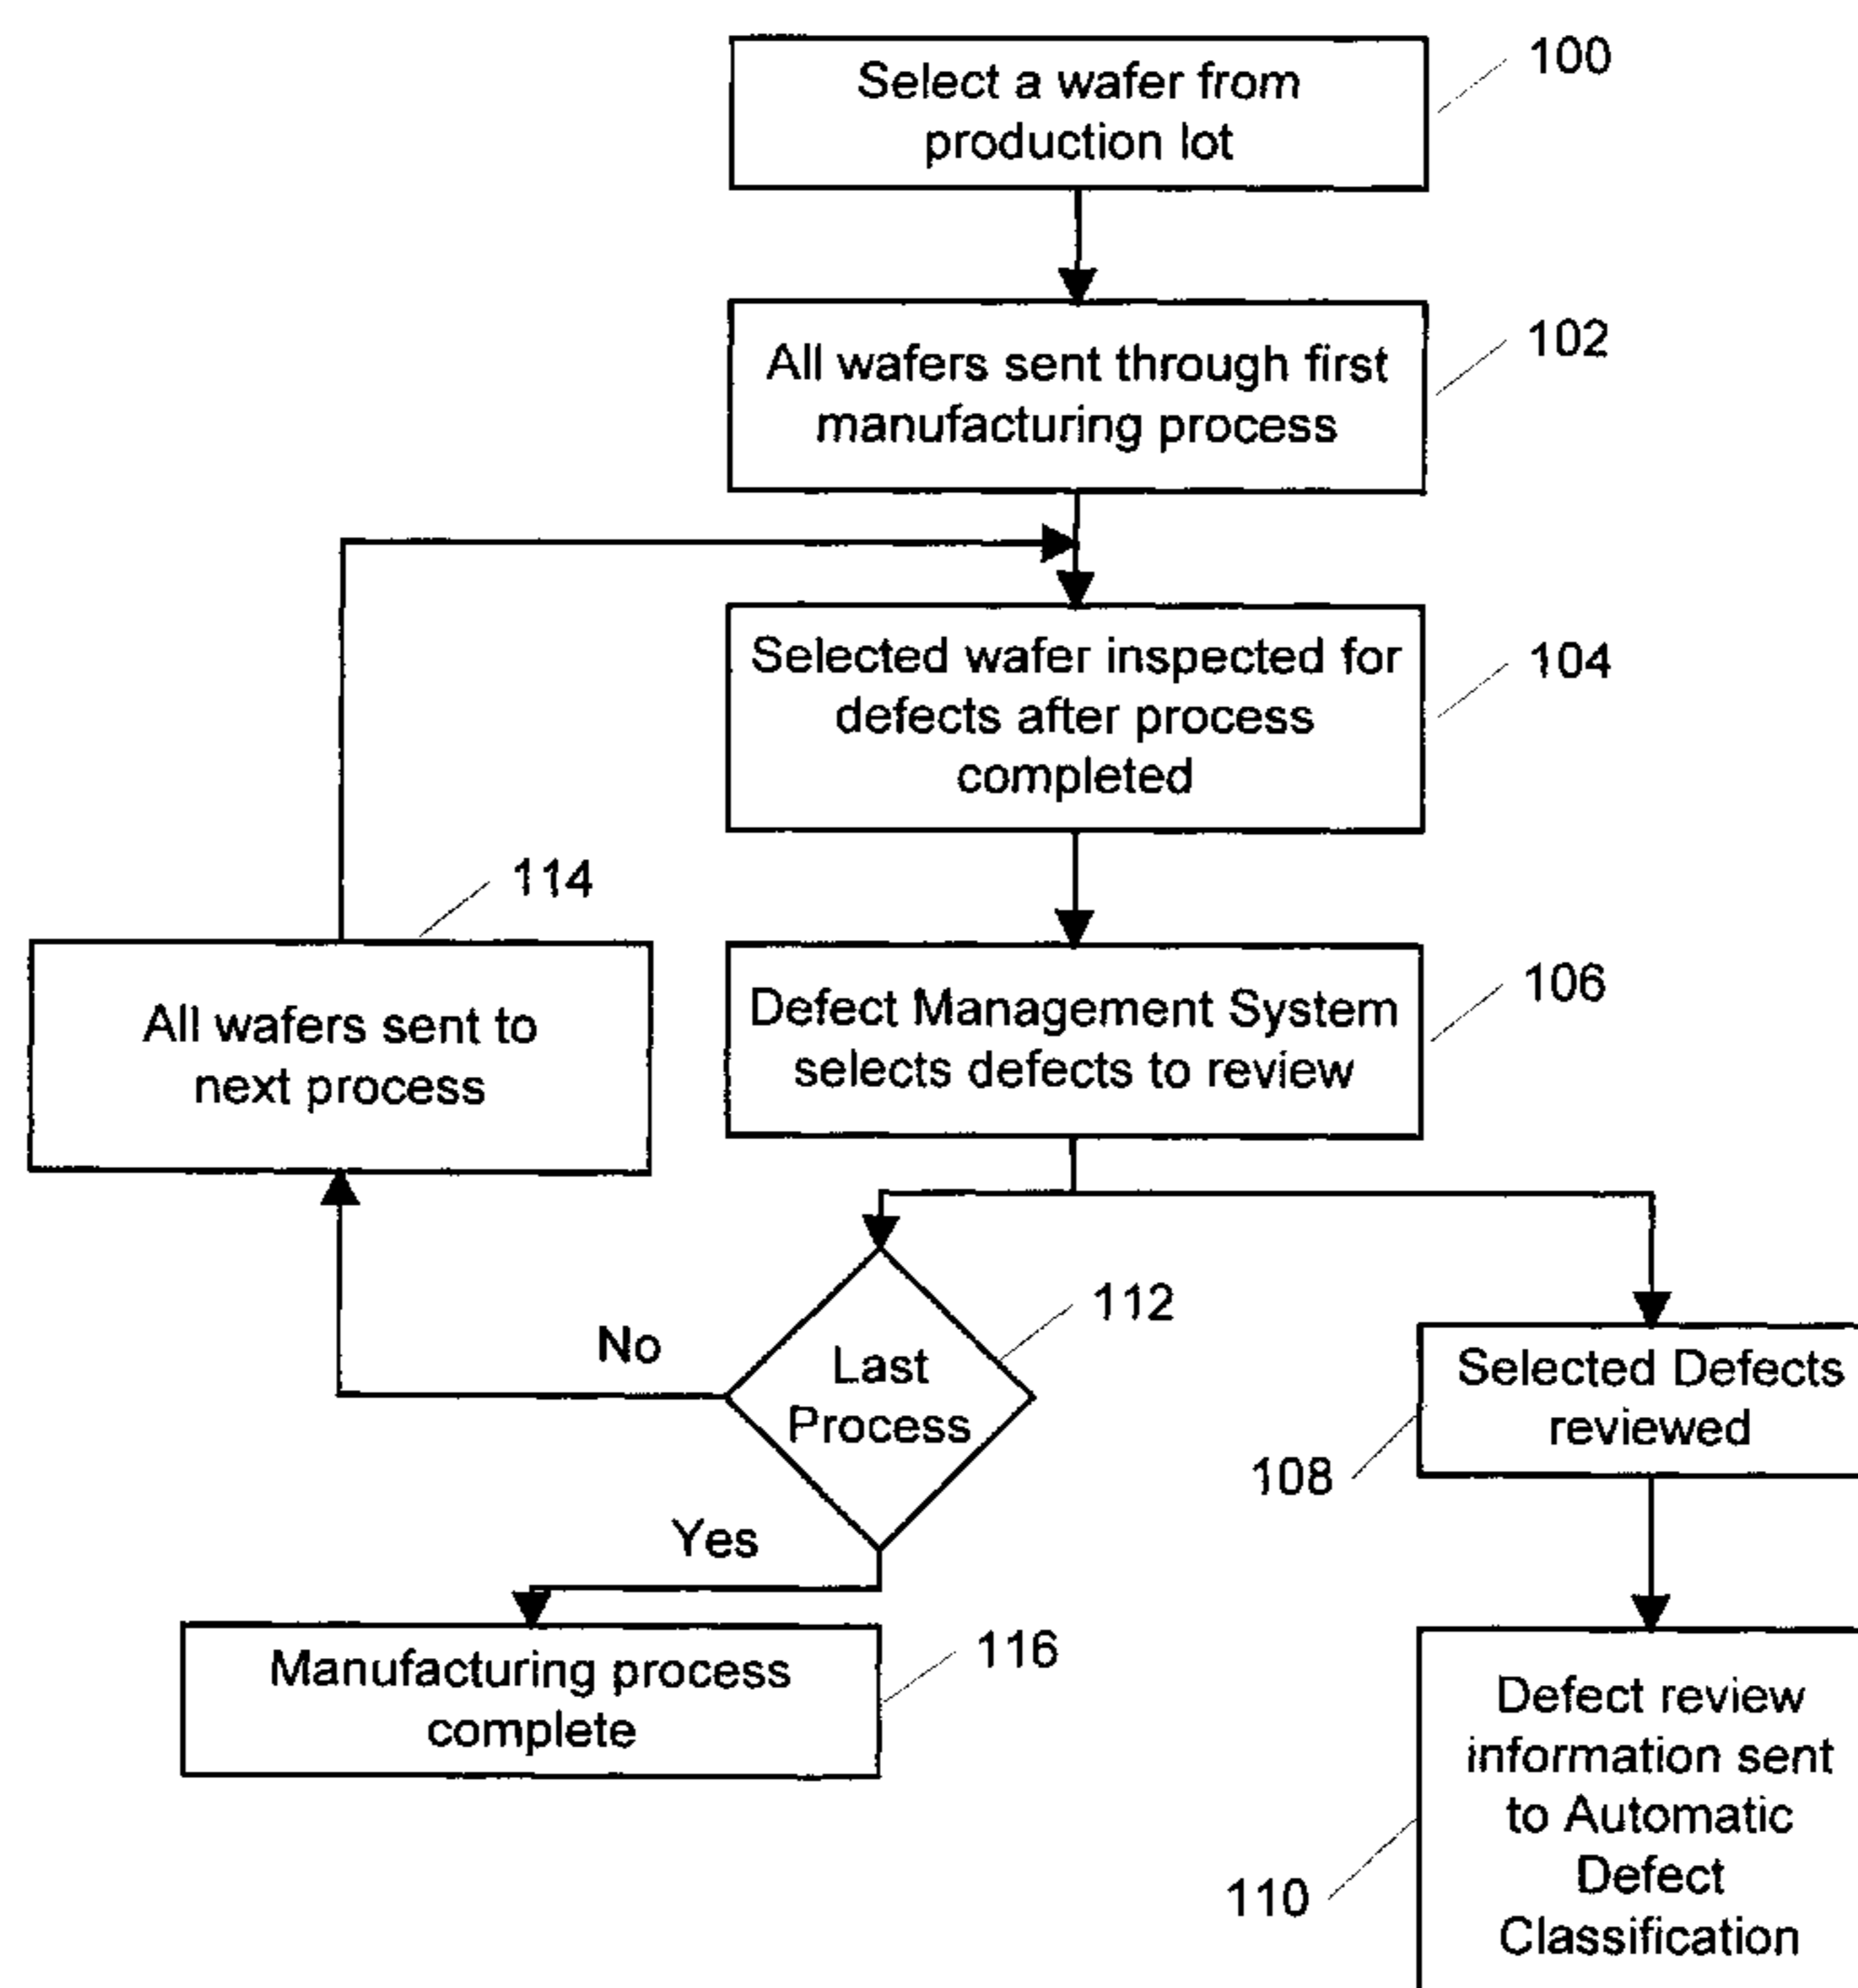 Select a wafer from
production lot
100
All wafers sent through first
manufacturing process
102
Selected wafer inspected for
defects after process
completed
104
114
All wafers sent to
next process
Defect Management System
selects defects to review
106
112
No
Last
Process
Selected Defects
reviewed
108
Yes
Manufacturing process
complete
116
Defect review
information sent
to Automatic
Defect
Classification
110